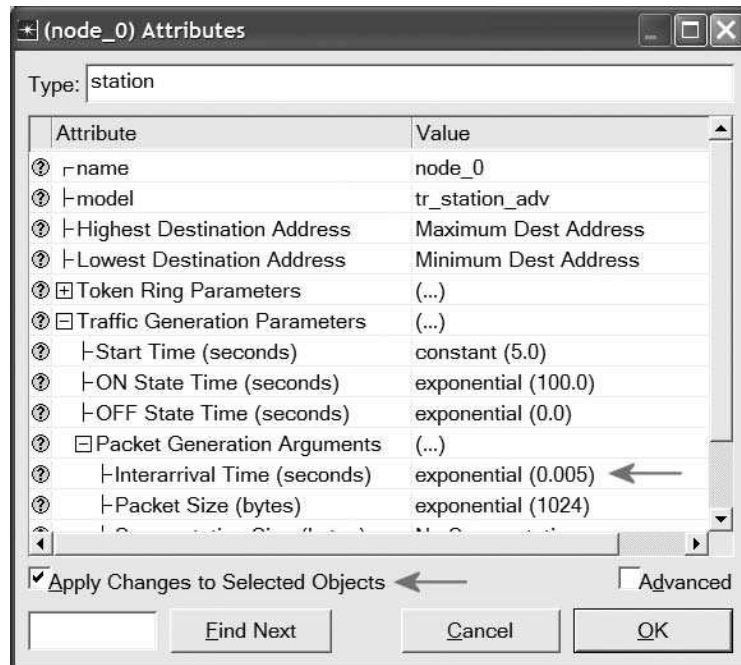 (node_0) Attributes
Type: station
Attribute Value
name node_0
model tr_station_adv
Highest Destination Address Maximum Dest Address
Lowest Destination Address Minimum Dest Address
Token Ring Parameters (...)
Traffic Generation Parameters (...)
Start Time (seconds) constant (5.0)
ON State Time (seconds) exponential (100.0)
OFF State Time (seconds) exponential (0.0)
Packet Generation Arguments (...)
Interarrival Time (seconds) exponential (0.005)
Packet Size (bytes) exponential (1024)
Apply Changes to Selected Objects Advanced
Find Next Cancel OK